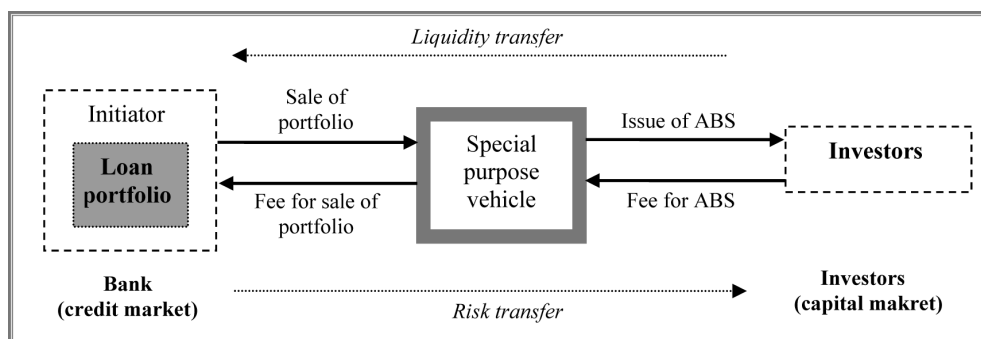 Liquidity transfer
Initiator
Loan
portfolio
Sale of
portfolio
Fee for sale of
portfolio
Special
purpose
vehicle
Issue of ABS
Fee for ABS
Investors
Bank
(credit market)
Risk transfer
Investors
(capital makret)